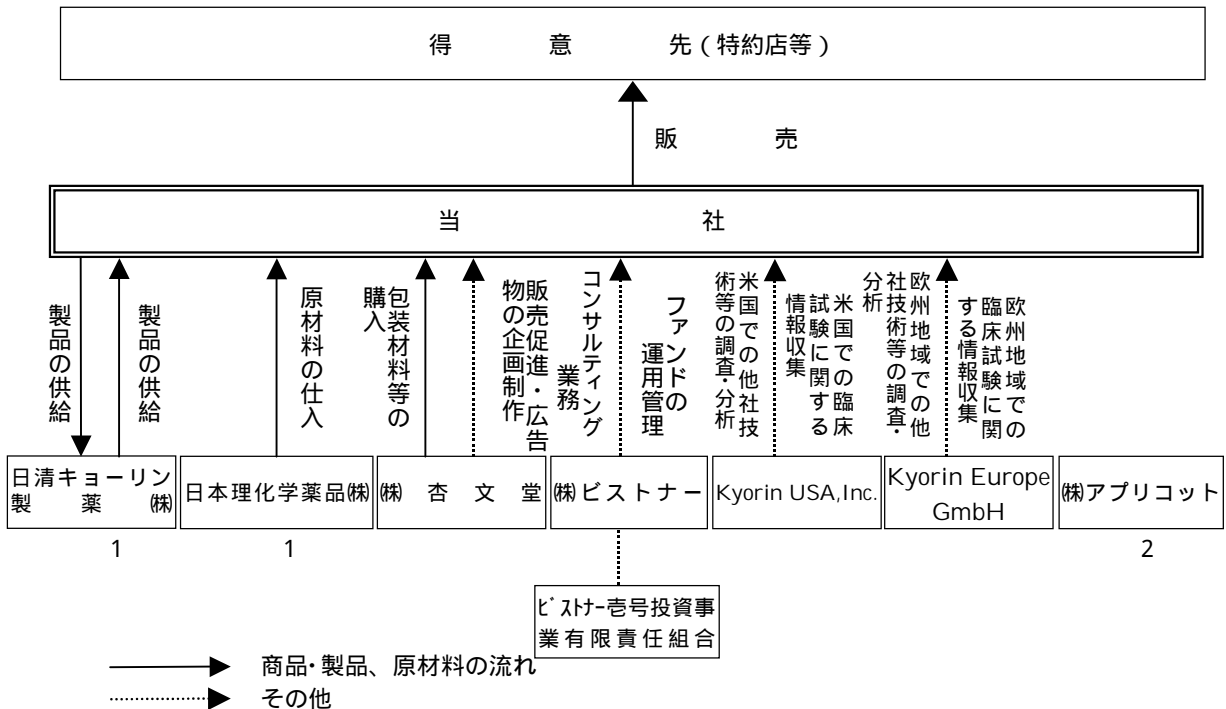 得意先(特約店等)
販売
当社
製品の供給
製品の供給
原材料の仕入
包装材料等の
購入
販売促進・広告
物の企画制作
コンサルティング
業務
ファンドの
運用管理
米国での他社技
術等の調査・分析
米国での臨床
試験に関する
情報収集
欧州地域での他
社技術等の調査・
分析
欧州地域での
臨床試験に関
する情報収集
日清キョーリン
製薬㈱
日本理化学薬品㈱
㈱杏文堂
㈱ビストナー
Kyorin USA,Inc.
Kyorin Europe
GmbH
㈱アプリコット
1
1
2
ビストナー壱号投資事
業有限責任組合
商品・製品、原材料の流れ
その他